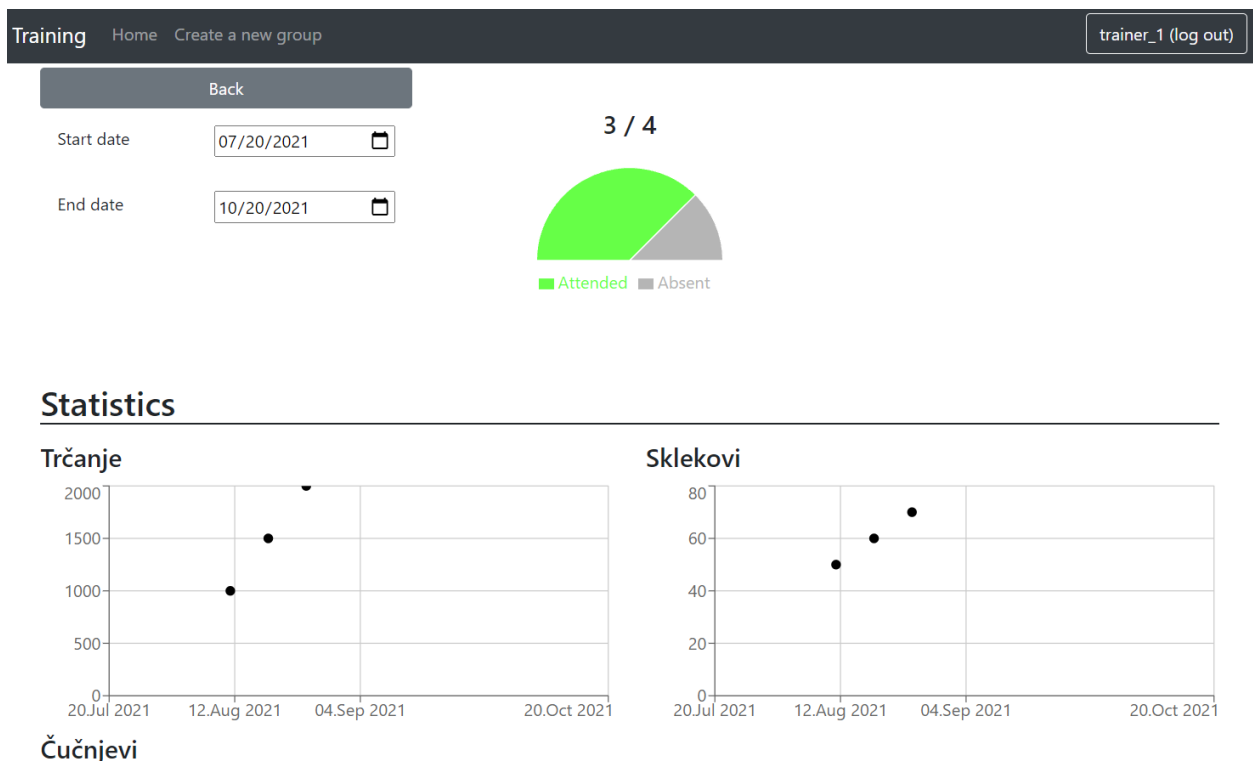 Training Home Create a new group trainer_1 (log out)
Back
Start date 07/20/2021
End date 10/20/2021
3 / 4
Attended Absent
Statistics
Trčanje
2000
1500
1000
500
0
20.Jul 2021 12.Aug 2021 04.Sep 2021 20.Oct 2021
Sklekovi
80
60
40
20
0
20.Jul 2021 12.Aug 2021 04.Sep 2021 20.Oct 2021
Čučnjevi